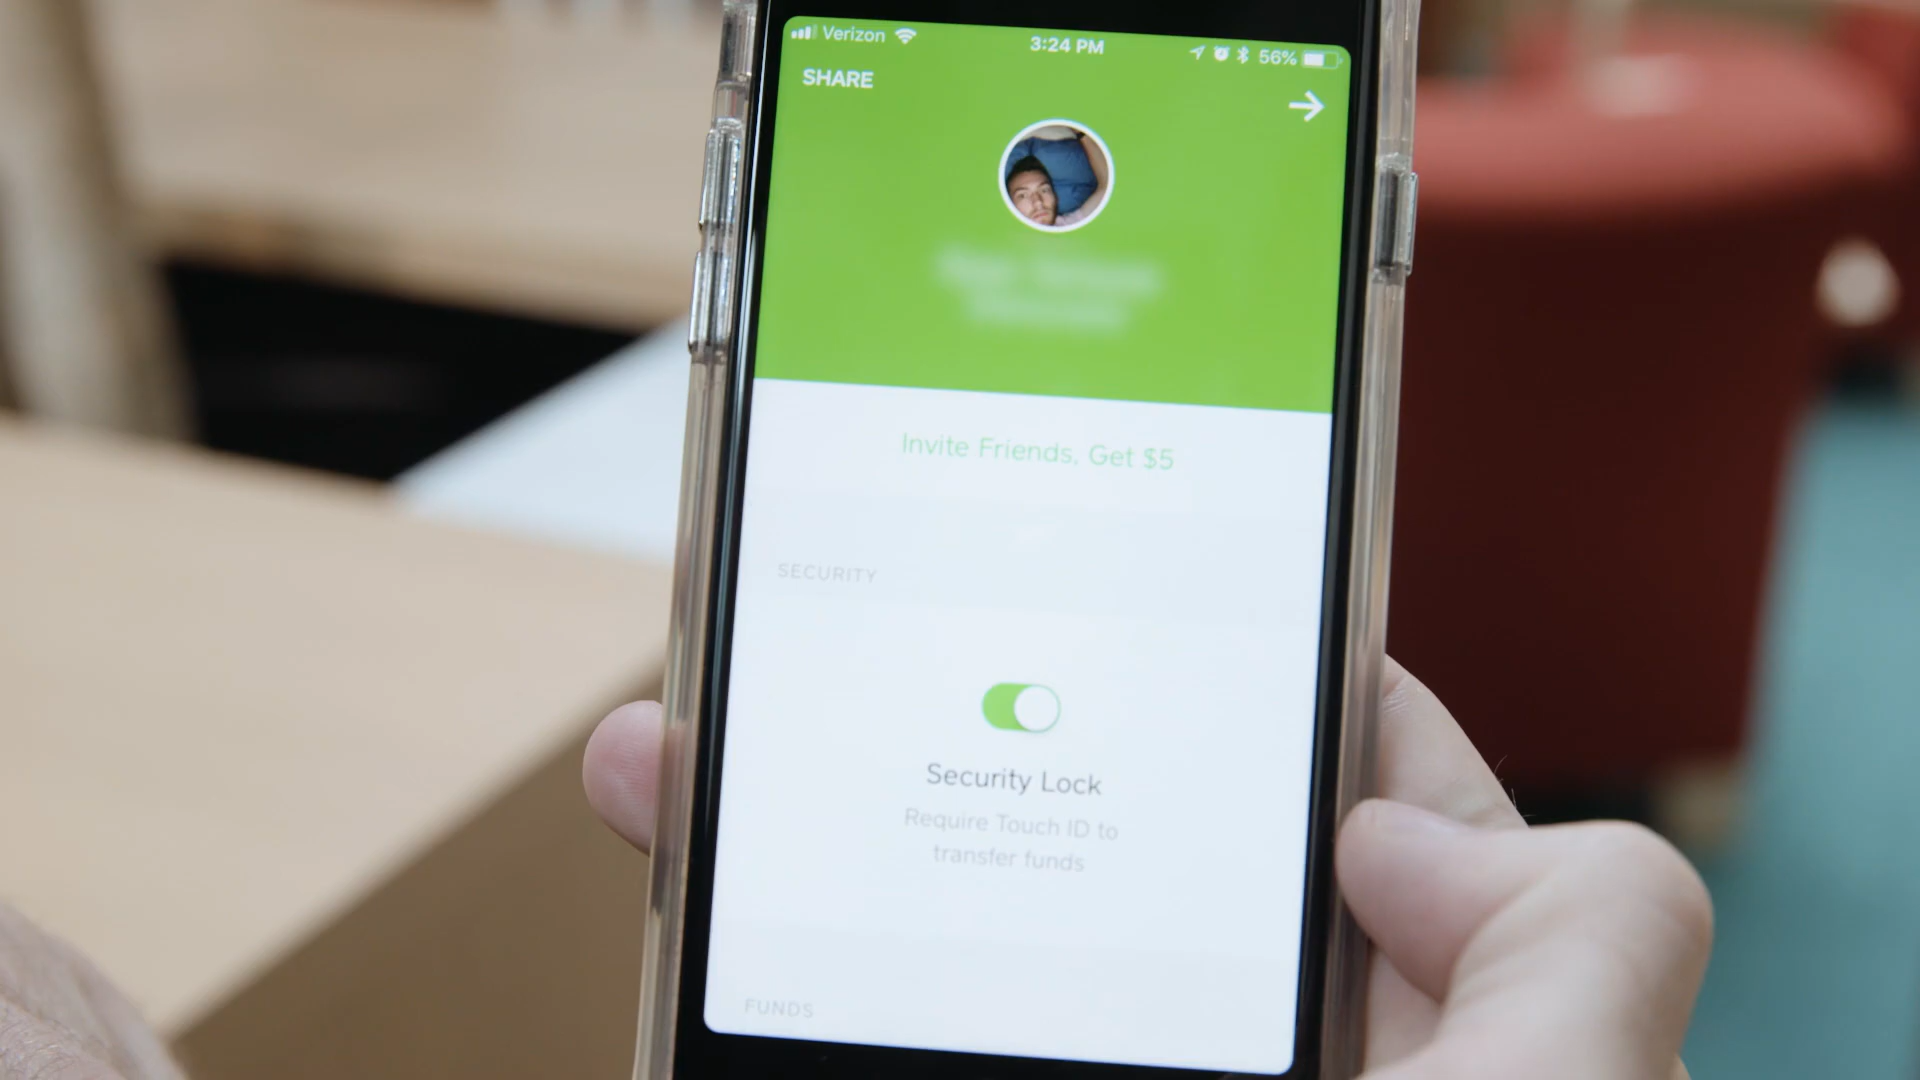 Verizon 3:24 PM 56%
SHARE
Invite Friends, Get $5
SECURITY
Security Lock
Require Touch ID to
transfer funds
FUNDS